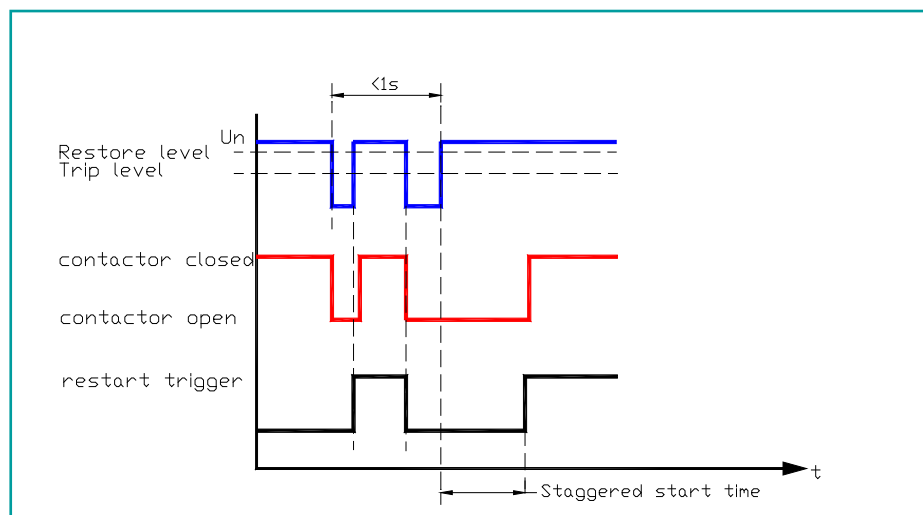 <1s
Un
Restore level
Trip level
contactor closed
contactor open
restart trigger
t
Staggered start time